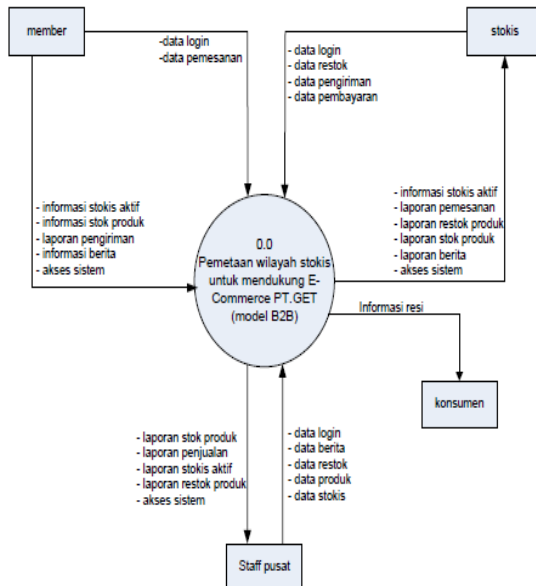 member
stokis
-data login
-data pemesanan
- data login
- data restok
- data pengiriman
- data pembayaran
- informasi stokis aktif
- informasi stok produk
- laporan pengiriman
- informasi berita
- akses sistem
0.0
Pemetaan wilayah stokis
untuk mendukung E-
Commerce PT.GET
(model B2B)
- informasi stokis aktif
- laporan pemesanan
- laporan restok produk
- laporan stok produk
- laporan berita
- akses sistem
Informasi resi
konsumen
- laporan stok produk
- laporan penjualan
- laporan stokis aktif
- laporan restok produk
- akses sistem
- data login
- data berita
- data restok
- data produk
- data stokis
Staff pusat